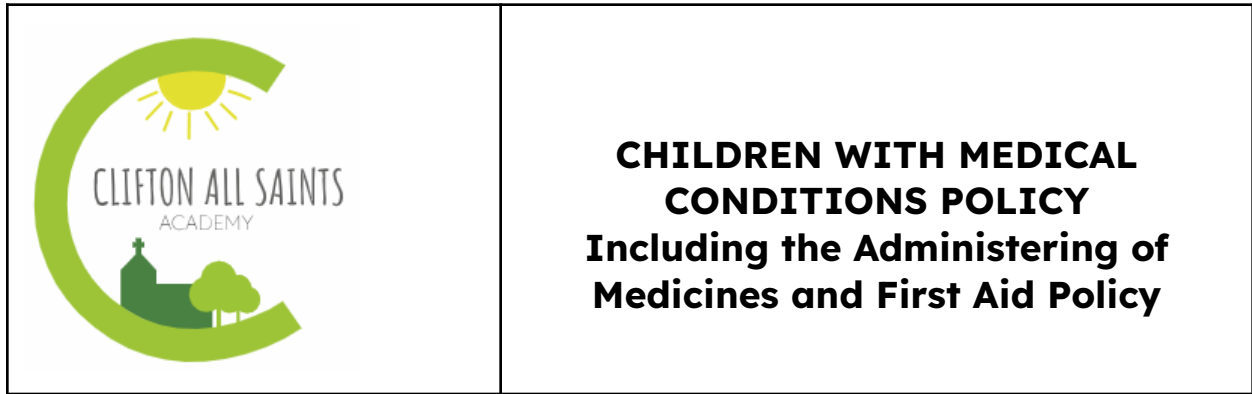 CLIFTON ALL SAINTS
ACADEMY
CHILDREN WITH MEDICAL
CONDITIONS POLICY
Including the Administering of
Medicines and First Aid Policy